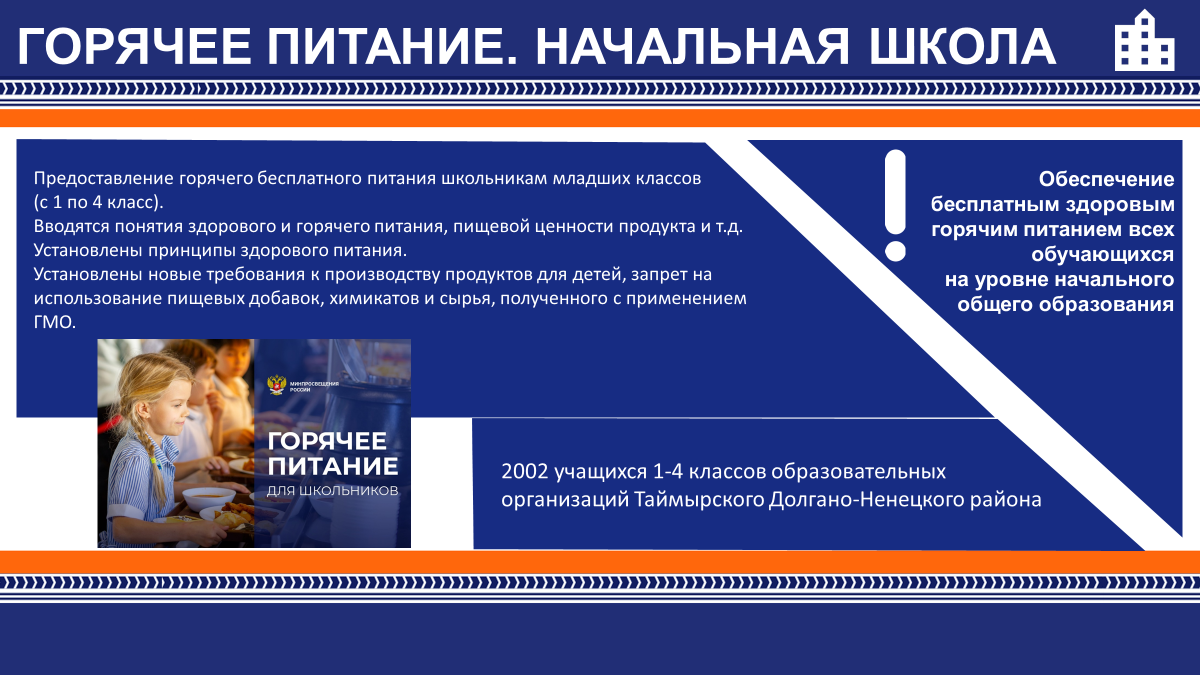 ГОРЯЧЕЕ ПИТАНИЕ. НАЧАЛЬНАЯ ШКОЛА
Предоставление горячего бесплатного питания школьникам младших классов
(с 1 по 4 класс).
Вводятся понятия здорового и горячего питания, пищевой ценности продукта и т.д.
Установлены принципы здорового питания.
Установлены новые требования к производству продуктов для детей, запрет на
использование пищевых добавок, химикатов и сырья, полученного с применением
ГМО.
Обеспечение
бесплатным здоровым
горячим питанием всех
обучающихся
на уровне начального
общего образования
МИНПРОСВЕЩЕНИЯ
РОССИИ
ГОРЯЧЕЕ
ПИТАНИЕ
ДЛЯ ШКОЛЬНИКОВ
2002 учащихся 1-4 классов образовательных
организаций Таймырского Долгано-Ненецкого района